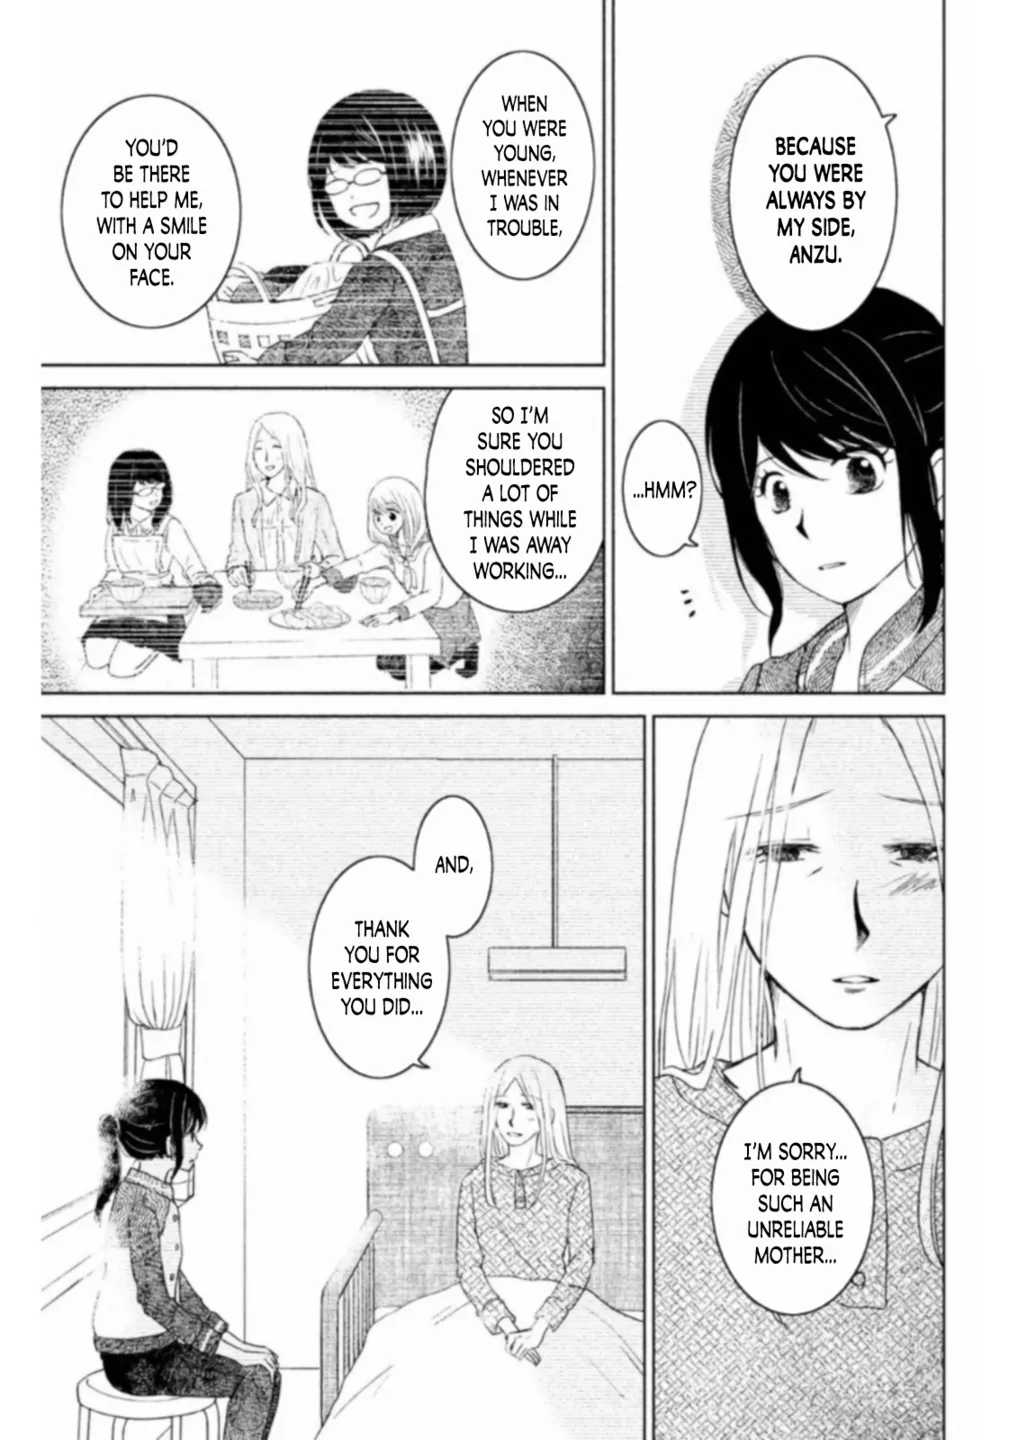 BECAUSE
YOU WERE
ALWAYS BY
MY SIDE,
ANZU.
...HMM?
WHEN
YOU WERE
YOUNG,
WHENEVER
I WAS IN
TROUBLE,
YOU'D
BE THERE
TO HELP ME,
WITH A SMILE
ON YOUR
FACE.
SO I'M
SURE YOU
SHOULDERED
A LOT OF
THINGS WHILE
I WAS AWAY
WORKING...
I'M SORRY...
FOR BEING
SUCH AN
UNRELIABLE
MOTHER...
AND,
THANK
YOU FOR
EVERYTHING
YOU DID...